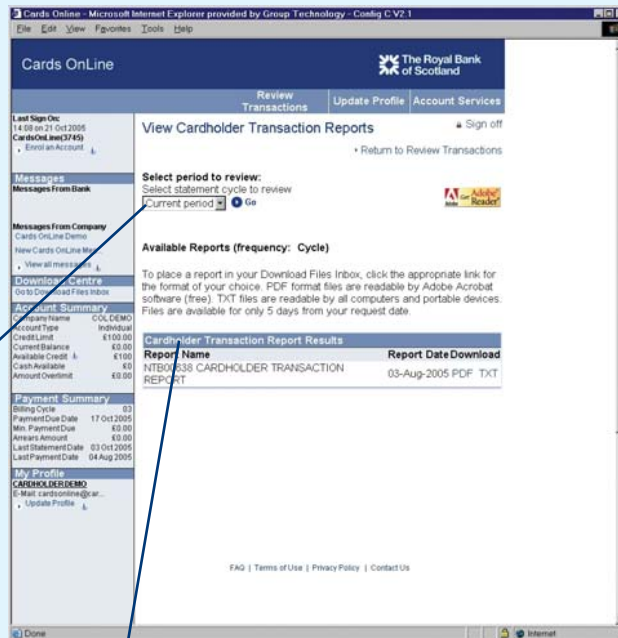 Cards Online - Microsoft Internet Explorer provided by Group Technology - Config C V2.1
File Edit View Favorites Tools Help
Cards OnLine
The Royal Bank
of Scotland
Review
Transactions
Update Profile
Account Services
Last Sign On:
14:08 on 21 Oct 2005
CardsOnLine(3745)
Enrol an Account
Messages
Messages From Bank
Messages From Company
Cards OnLine Demo
New Cards OnLine
View all messages
Download Centre
Go to Download Files Inbox
Account Summary
Company Name COL DEMO
Account Type Individual
Credit Limit £100.00
Current Balance £0.00
Available Credit £100
Cash Available £0
Amount Overlimit £0.00
Payment Summary
Billing Cycle 03
Payment Due Date 17 Oct 2005
Min. Payment Due £0.00
Arrears Amount £0.00
Last Statement Date 03 Oct 2005
Last Payment Date 04 Aug 2005
My Profile
CARDHOLDER DEMO
E-Mail: cardsonline@car...
Update Profile
View Cardholder Transaction Reports
Sign off
Return to Review Transactions
Select period to review:
Select statement cycle to review
Current period
Go
Get Adobe
Reader
Adobe
Available Reports (frequency: Cycle)
To place a report in your Download Files Inbox, click the appropriate link for
the format of your choice. PDF format files are readable by Adobe Acrobat
software (free). TXT files are readable by all computers and portable devices.
Files are available for only 5 days from your request date.
Cardholder Transaction Report Results
Report Name Report Date Download
NTB00838 CARDHOLDER TRANSACTION
REPORT
03-Aug-2005 PDF TXT
FAQ | Terms of Use | Privacy Policy | Contact Us
Done
Internet